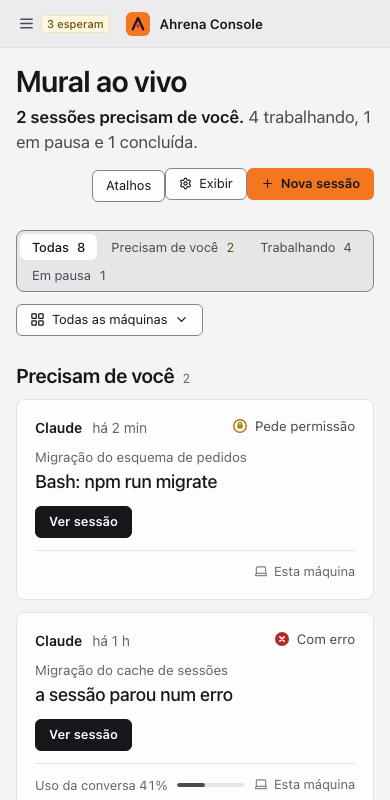 3 esperam Ahrena Console
Mural ao vivo
2 sessões precisam de você. 4 trabalhando, 1
em pausa e 1 concluída.
Atalhos Exibir + Nova sessão
Todas 8 Precisam de você 2 Trabalhando 4
Em pausa 1
Todas as máquinas
Precisam de você 2
Claude há 2 min Pede permissão
Migração do esquema de pedidos
Bash: npm run migrate
Ver sessão
Esta máquina
Claude há 1 h Com erro
Migração do cache de sessões
a sessão parou num erro
Ver sessão
Uso da conversa 41% Esta máquina